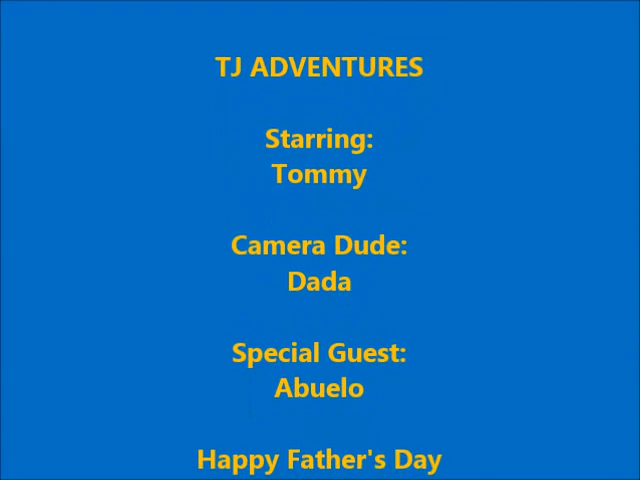 TJ ADVENTURES
Starring:
Tommy
Camera Dude:
Dada
Special Guest:
Abuelo
Happy Father's Day